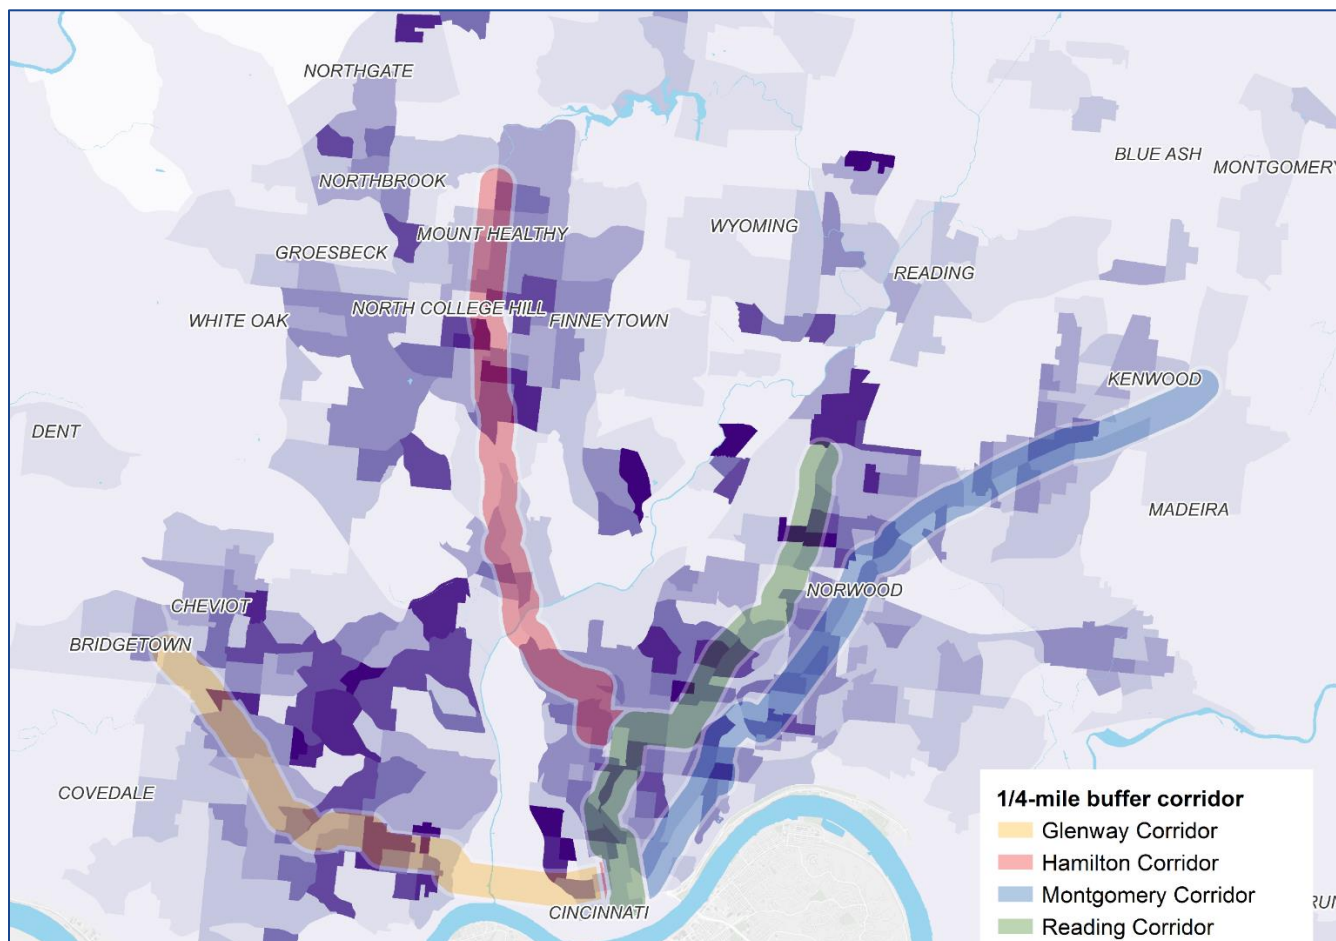 NORTHGATE
BLUE ASH
MONTGOMERY
NORTHBROOK
WYOMING
MOUNT HEALTHY
GROESBECK
READING
NORTH COLLEGE HILL
WHITE OAK
FINNEYTOWN
KENWOOD
DENT
MADEIRA
NORWOOD
CHEVIOT
BRIDGETOWN
COVEDALE
CINCINNATI
1/4-mile buffer corridor
Glenway Corridor
Hamilton Corridor
Montgomery Corridor
Reading Corridor